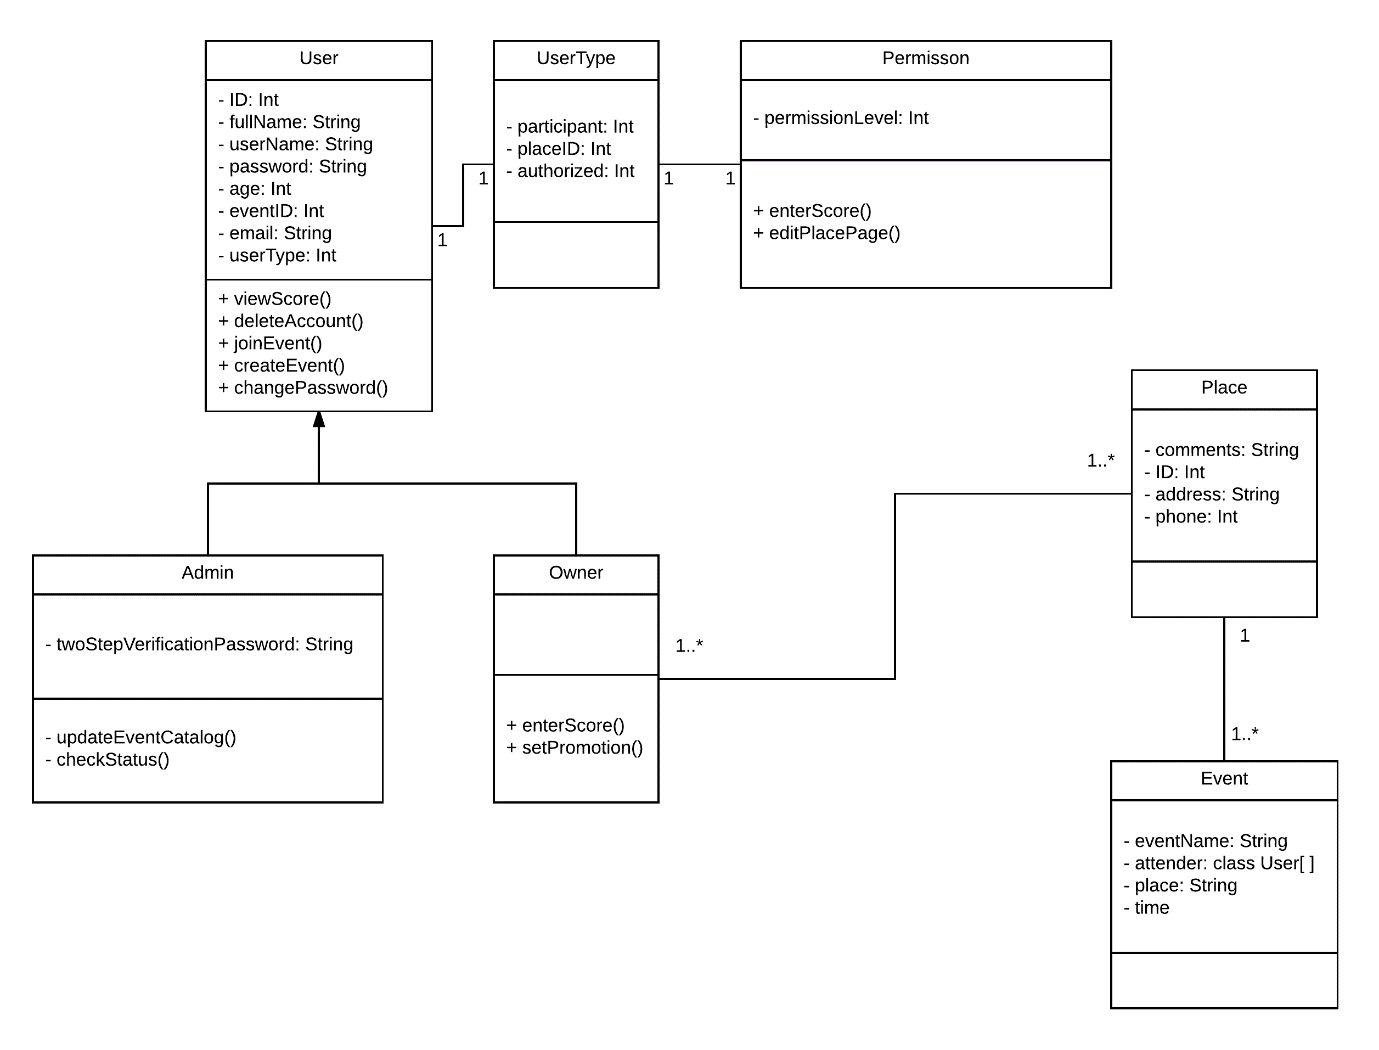 User
- ID: Int
- fullName: String
- userName: String
- password: String
- age: Int
- eventID: Int
- email: String
- userType: Int
+ viewScore()
+ deleteAccount()
+ joinEvent()
+ createEvent()
+ changePassword()
1
1
UserType
- participant: Int
- placeID: Int
- authorized: Int
1
1
Permisson
- permissionLevel: Int
+ enterScore()
+ editPlacePage()
Place
- comments: String
- ID: Int
- address: String
- phone: Int
1..*
Admin
- twoStepVerificationPassword: String
- updateEventCatalog()
- checkStatus()
Owner
+ enterScore()
+ setPromotion()
1..*
1
1..*
Event
- eventName: String
- attender: class User[ ]
- place: String
- time